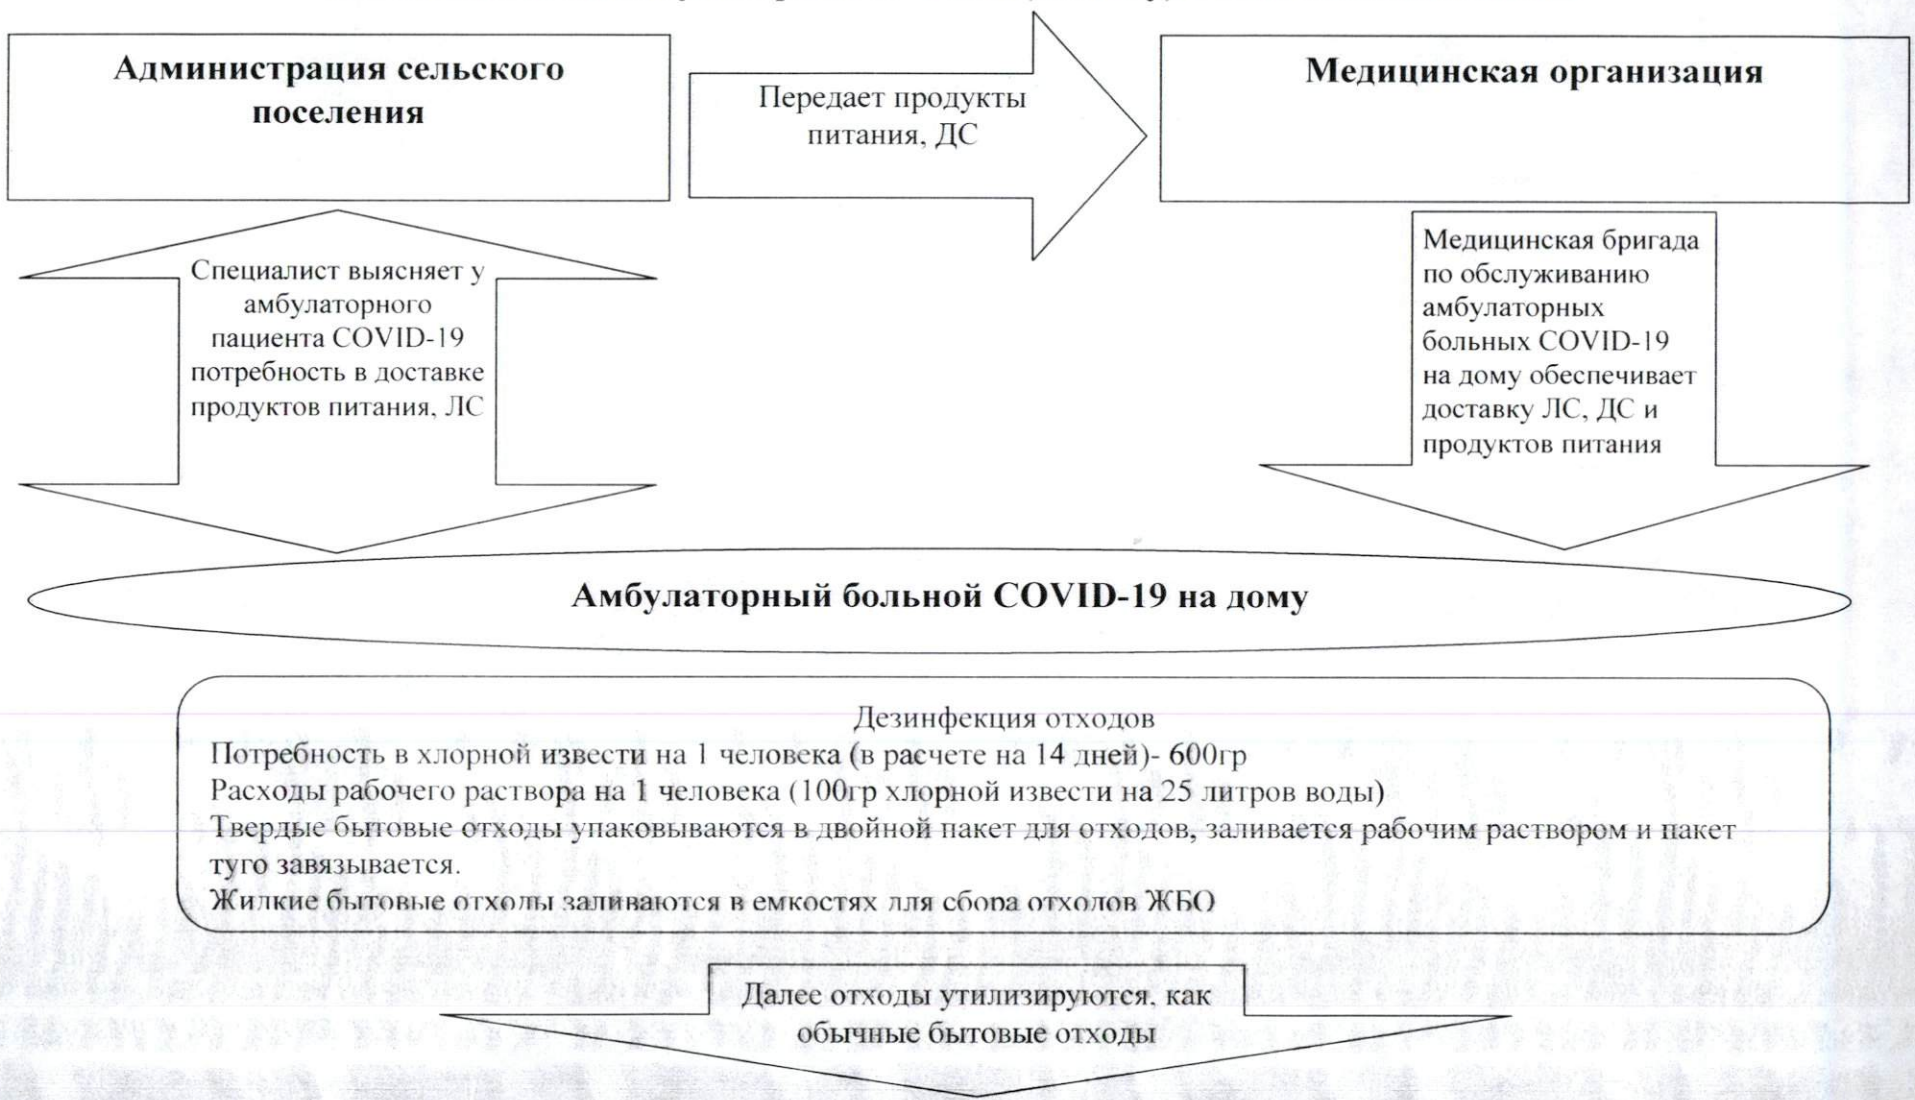 Администрация сельского
поселения
Передает продукты
питания, ДС
Медицинская организация
Специалист выясняет у
амбулаторного
пациента COVID-19
потребность в доставке
продуктов питания, ЛС
Медицинская бригада
по обслуживанию
амбулаторных
больных COVID-19
на дому обеспечивает
доставку ЛС, ДС и
продуктов питания
Амбулаторный больной COVID-19 на дому
Дезинфекция отходов
Потребность в хлорной извести на 1 человека (в расчете на 14 дней)- 600гр
Расходы рабочего раствора на 1 человека (100гр хлорной извести на 25 литров воды)
Твердые бытовые отходы упаковываются в двойной пакет для отходов, заливается рабочим раствором и пакет
туго завязывается.
Жидкие бытовые отходы заливаются в емкостях для сбора отходов ЖБО
Далее отходы утилизируются, как
обычные бытовые отходы